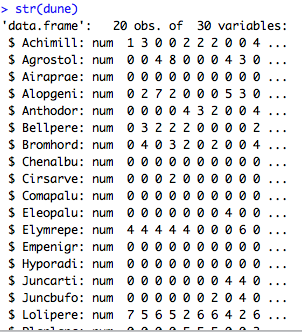 > str(dune)
'data.frame':   20 obs. of  30 variables:
 $ Achimill: num  1 3 0 0 2 2 2 0 0 4 ...
 $ Agrostol: num  0 0 4 8 0 0 0 4 3 0 ...
 $ Airaprae: num  0 0 0 0 0 0 0 0 0 0 ...
 $ Alopgeni: num  0 2 7 2 0 0 0 5 3 0 ...
 $ Anthodor: num  0 0 0 0 4 3 2 0 0 4 ...
 $ Bellpere: num  0 3 2 2 2 0 0 0 0 2 ...
 $ Bromhord: num  0 4 0 3 2 0 2 0 0 4 ...
 $ Chenalbu: num  0 0 0 0 0 0 0 0 0 0 ...
 $ Cirsarve: num  0 0 0 2 0 0 0 0 0 0 ...
 $ Comapalu: num  0 0 0 0 0 0 0 0 0 0 ...
 $ Eleopalu: num  0 0 0 0 0 0 0 4 0 0 ...
 $ Elymrepe: num  4 4 4 4 4 0 0 0 6 0 ...
 $ Empenigr: num  0 0 0 0 0 0 0 0 0 0 ...
 $ Hyporadi: num  0 0 0 0 0 0 0 0 0 0 ...
 $ Juncarti: num  0 0 0 0 0 0 0 4 4 0 ...
 $ Juncbufo: num  0 0 0 0 0 0 2 0 4 0 ...
 $ Lolipere: num  7 5 6 5 2 6 6 4 2 6 ...